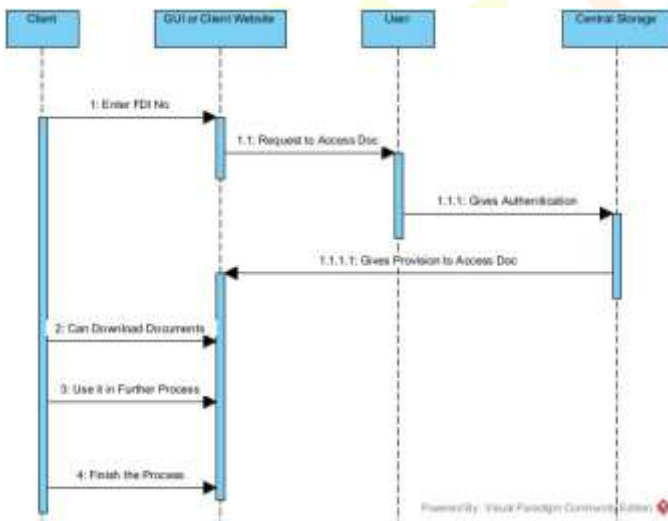 Client
GUI or Client Website
User
Central Storage
1: Enter FDI No
1.1: Request to Access Doc
1.1.1: Gives Authentication
1.1.1.1: Gives Provision to Access Doc
2: Can Download Documents
3: Use it in Further Process
4: Finish the Process
Powered By: Visual Paradigm Community Edition